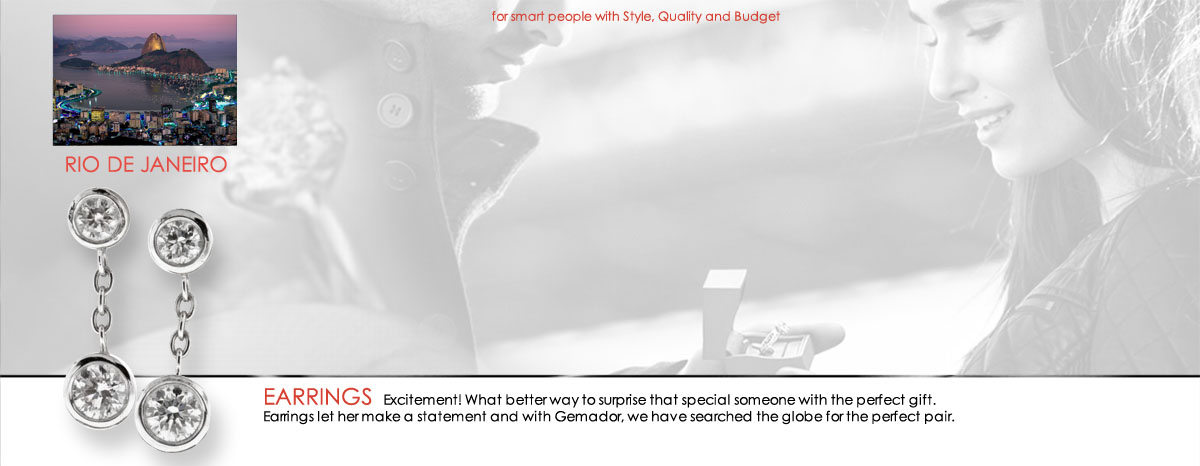 for smart people with Style, Quality and Budget
RIO DE JANEIRO
EARRINGS Excitement! What better way to surprise that special someone with the perfect gift.
Earrings let her make a statement and with Gemador, we have searched the globe for the perfect pair.